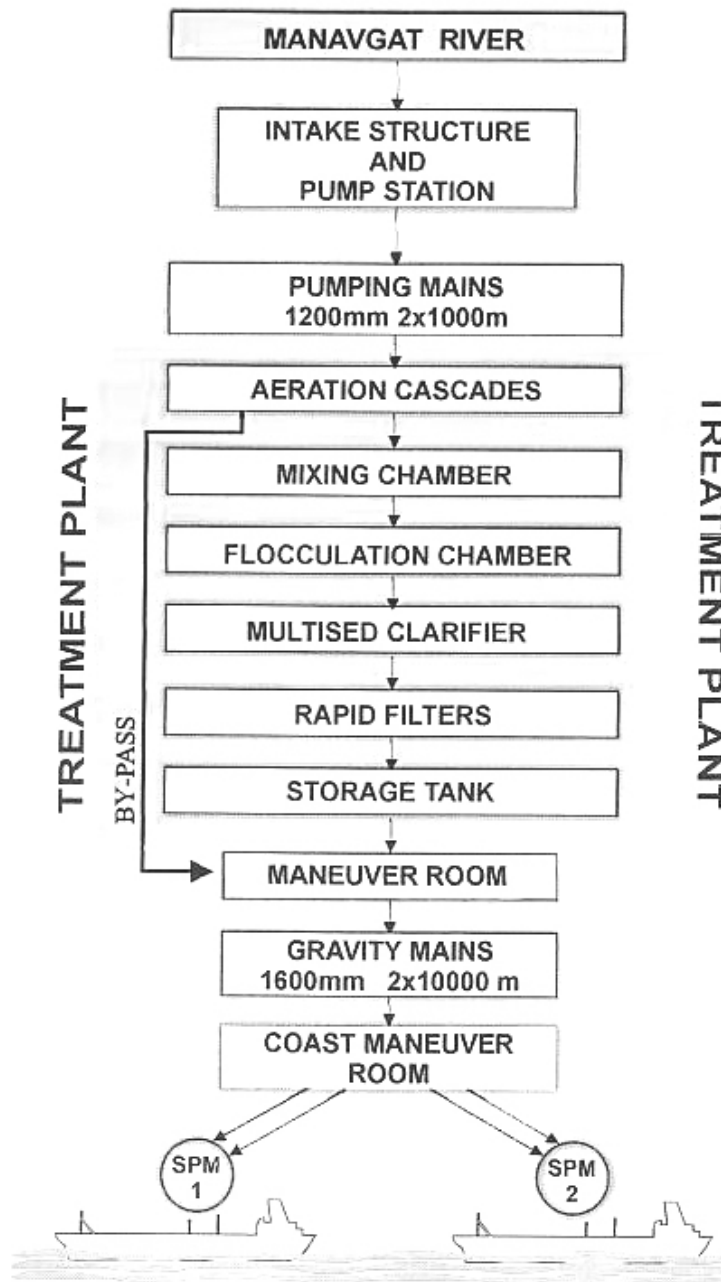 MANAVGAT RIVER
INTAKE STRUCTURE
AND
PUMP STATION
PUMPING MAINS
1200mm 2x1000m
AERATION CASCADES
MIXING CHAMBER
FLOCCULATION CHAMBER
MULTISED CLARIFIER
RAPID FILTERS
STORAGE TANK
MANEUVER ROOM
GRAVITY MAINS
1600mm 2x10000 m
COAST MANEUVER
ROOM
SPM
1
SPM
2
TREATMENT PLANT
BY-PASS
TREATMENT PLANT